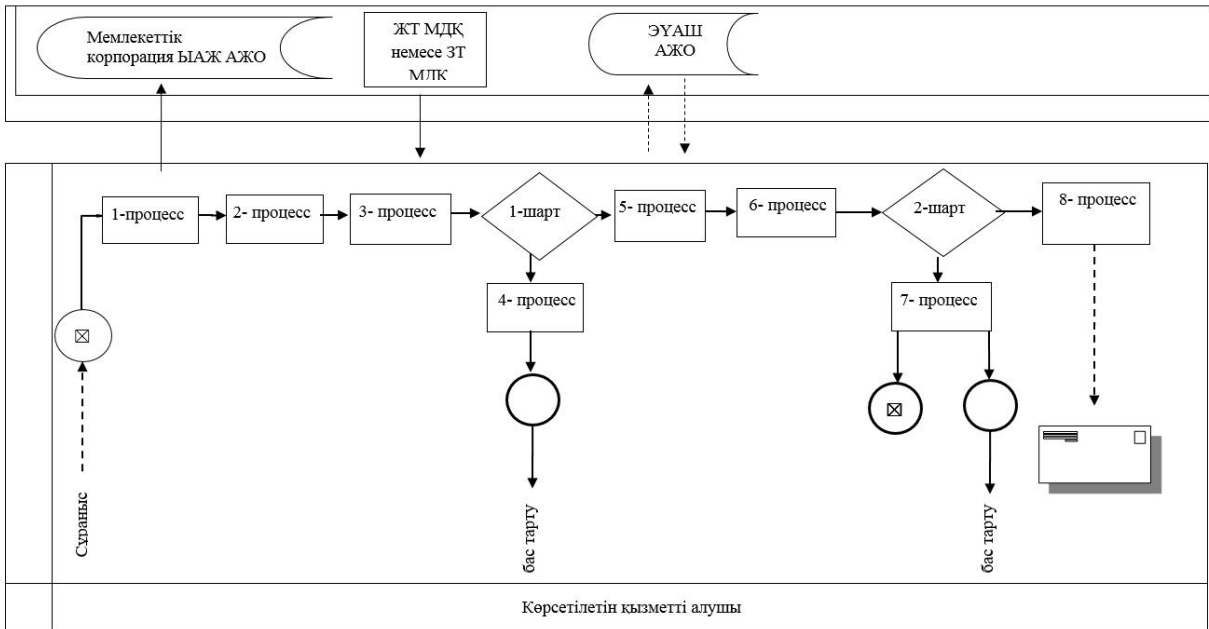 Мемлекеттік
корпорация ЫАЖ АЖО
ЖТ МДҚ
немесе ЗТ
МДҚ
ЭҮАШ
АЖО
1-процесс
2- процесс
3- процесс
1-шарт
5- процесс
6- процесс
2-шарт
8- процесс
4- процесс
7- процесс
Сұраныс
бас тарту
бас тарту
Көрсетілетін қызметті алушы